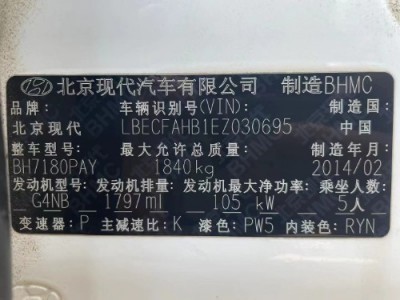 北京现代汽车有限公司 制造BHMC
品牌: 车辆识别号(VIN): 制造国:
北京现代 LBECFAHB1EZ030695 中国
整车型号: 最大允许总质量: 制造年月:
BH7180PAY 1840kg 2014/02
发动机型号: 发动机排量: 发动机最大净功率: 乘坐人数:
G4NB 1797ml 105 kW 5人
变速器: P 主减速比: K 漆色: PW5 内装色: RYN